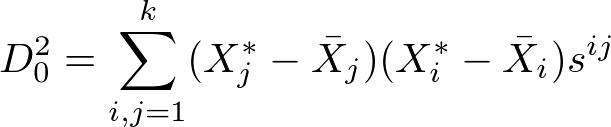 $D_0^2 = \sum_{i,j=1}^{k} (X_j^* - \bar{X}_j)(X_i^* - \bar{X}_i)s^{ij}$